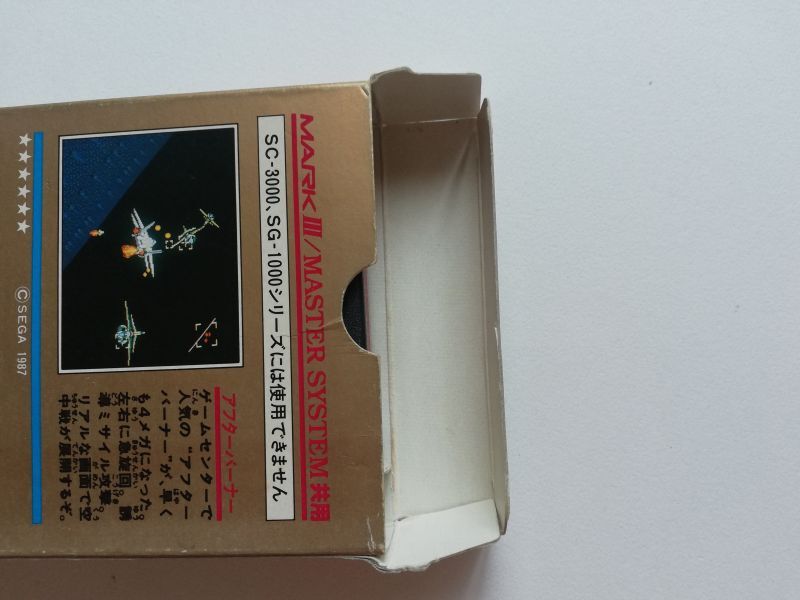 MARK III/MASTER SYSTEM 共用
SC-3000、SG-1000シリーズには使用できません
アフターバーナー
ゲームセンターで
人気の“アフター
バーナー”が、早く
も4メガになった。
左右に急旋回。誘
導ミサイル攻撃。
リアルな画面で空
中戦が展開するぞ。
★★★★★★
©SEGA 1987